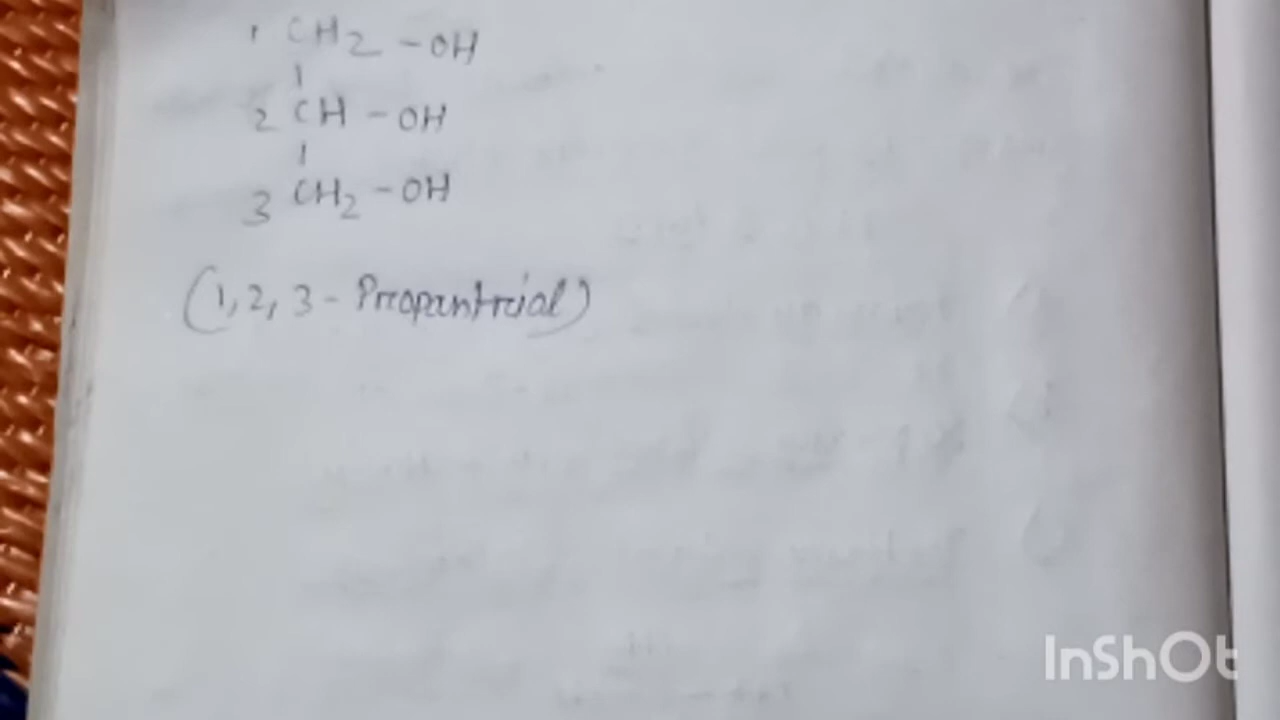 1 CH2 - OH
|
2 CH - OH
|
3 CH2 - OH
(1, 2, 3 - Propantrial)
InShOt